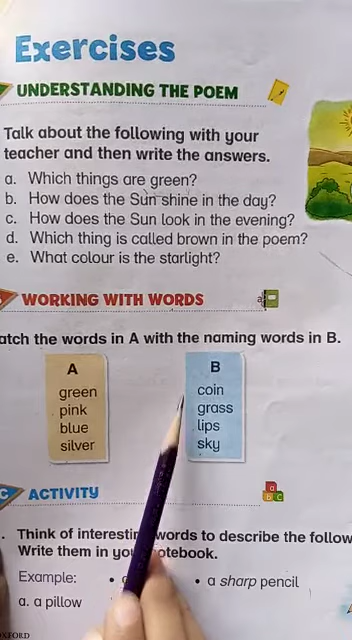 Exercises
UNDERSTANDING THE POEM
Talk about the following with your
teacher and then write the answers.
a. Which things are green?
b. How does the Sun shine in the day?
c. How does the Sun look in the evening?
d. Which thing is called brown in the poem?
e. What colour is the starlight?
WORKING WITH WORDS
atch the words in A with the naming words in B.
A
green
pink
blue
silver
B
coin
grass
lips
sky
C ACTIVITY
a
b c
. Think of interestin words to describe the follow
Write them in you otebook.
Example: • • a sharp pencil
a. a pillow
OXFORD